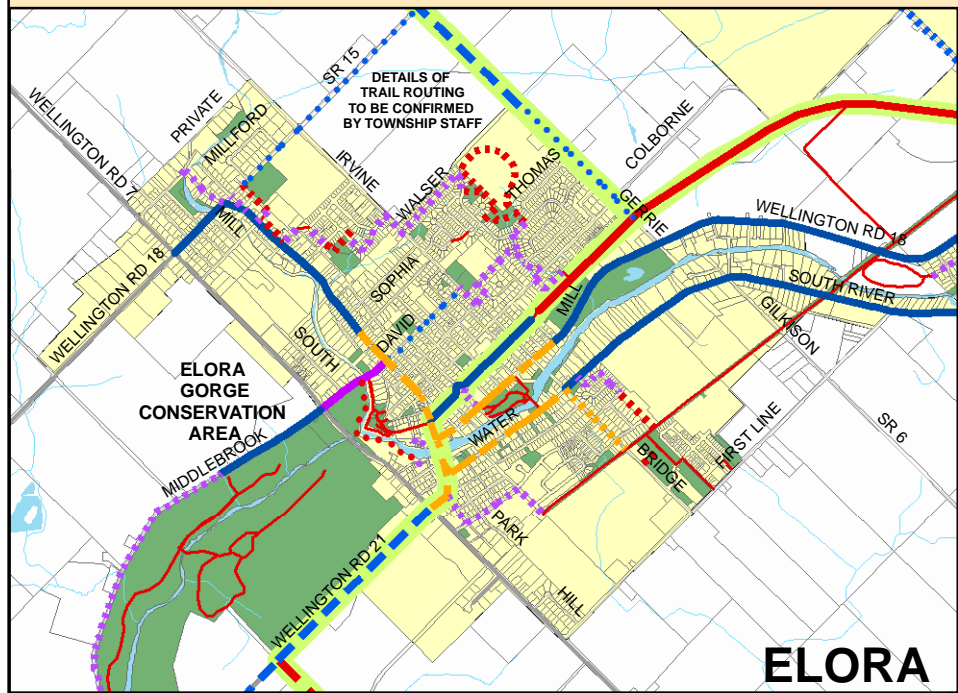 SR 15
DETAILS OF
TRAIL ROUTING
TO BE CONFIRMED
BY TOWNSHIP STAFF
WELLINGTON RD 7
PRIVATE
MILLFORD
IRVINE
WALSER
THOMAS
COLBORNE
GERRIE
WELLINGTON RD 18
MILL
WELLINGTON RD 18
SOPHIA
SOUTH RIVER
MILL
GILKISON
SOUTH
DAVID
ELORA
GORGE
CONSERVATION
AREA
MIDDLEBROOK
WATER
BRIDGE
FIRST LINE
SR 6
PARK
WELLINGTON RD 21
HILL
ELORA